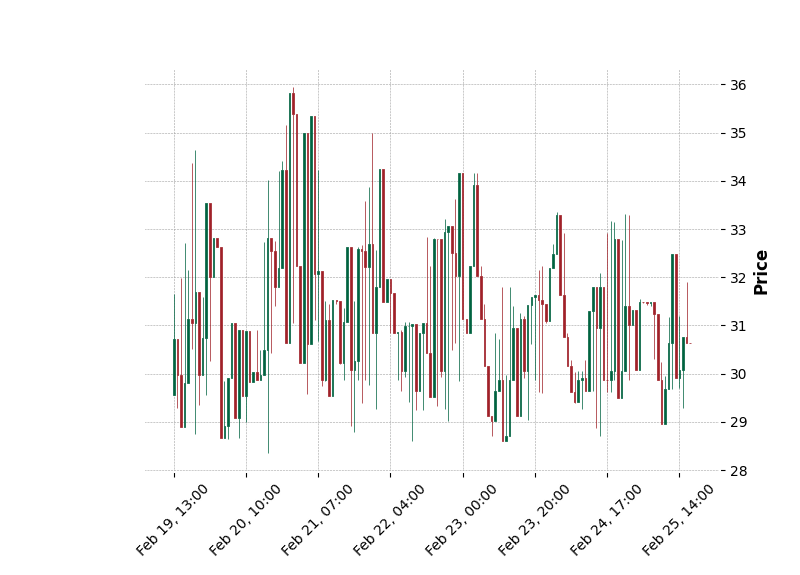 36
35
34
33
32
31
30
29
28
Price
Feb 19, 13:00
Feb 20, 10:00
Feb 21, 07:00
Feb 22, 04:00
Feb 23, 00:00
Feb 23, 20:00
Feb 24, 17:00
Feb 25, 14:00